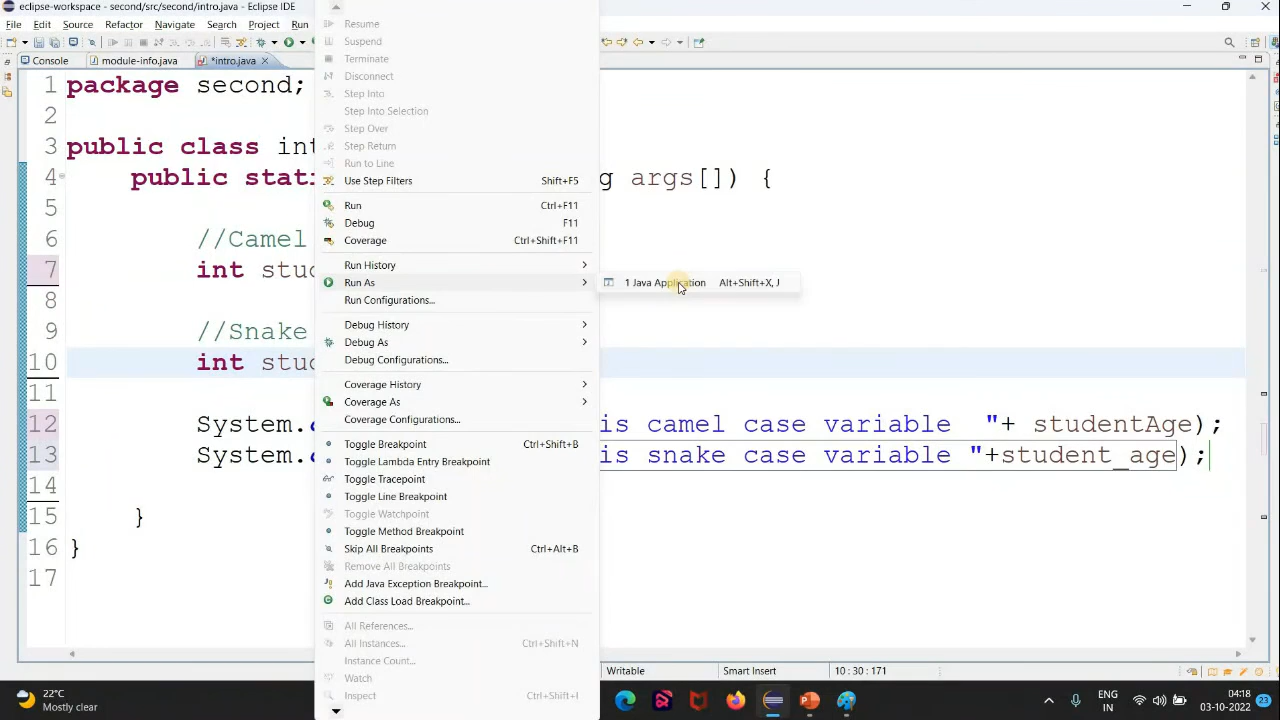 eclipse-workspace - second/src/second/intro.java - Eclipse IDE
File Edit Source Refactor Navigate Search Project Run
Console module-info.java *intro.java
1 package second;
2
3 public class
4 public args[]) {
5
6 //Camel
7 int
8
9 //Snake
10 int
11
12 System. is camel case variable "+ studentAge);
13 System. is snake case variable "+student_age);
14
15 }
16 }
17
Resume
Suspend
Terminate
Disconnect
Step Into
Step Into Selection
Step Over
Step Return
Run to Line
Use Step Filters Shift+F5
Run Ctrl+F11
Debug F11
Coverage Ctrl+Shift+F11
Run History
Run As
Run Configurations...
Debug History
Debug As
Debug Configurations...
Coverage History
Coverage As
Coverage Configurations...
Toggle Breakpoint Ctrl+Shift+B
Toggle Lambda Entry Breakpoint
Toggle Tracepoint
Toggle Line Breakpoint
Toggle Watchpoint
Toggle Method Breakpoint
Skip All Breakpoints Ctrl+Alt+B
Remove All Breakpoints
Add Java Exception Breakpoint...
Add Class Load Breakpoint...
All References...
All Instances... Ctrl+Shift+N
Instance Count...
Watch
Inspect Ctrl+Shift+I
1 Java Application Alt+Shift+X, J
Writable Smart Insert 10 : 30 : 171
22°C
Mostly clear
ENG
IN
04:18
03-10-2022
23